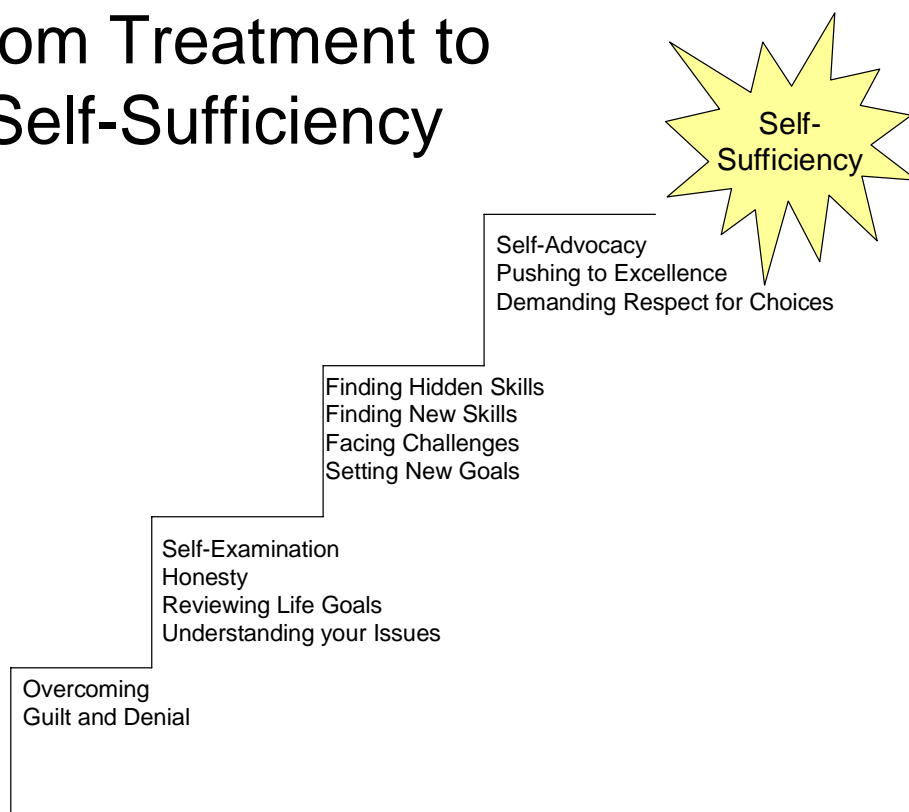 om Treatment to
Self-Sufficiency
Self-
Sufficiency
Self-Advocacy
Pushing to Excellence
Demanding Respect for Choices
Finding Hidden Skills
Finding New Skills
Facing Challenges
Setting New Goals
Self-Examination
Honesty
Reviewing Life Goals
Understanding your Issues
Overcoming
Guilt and Denial